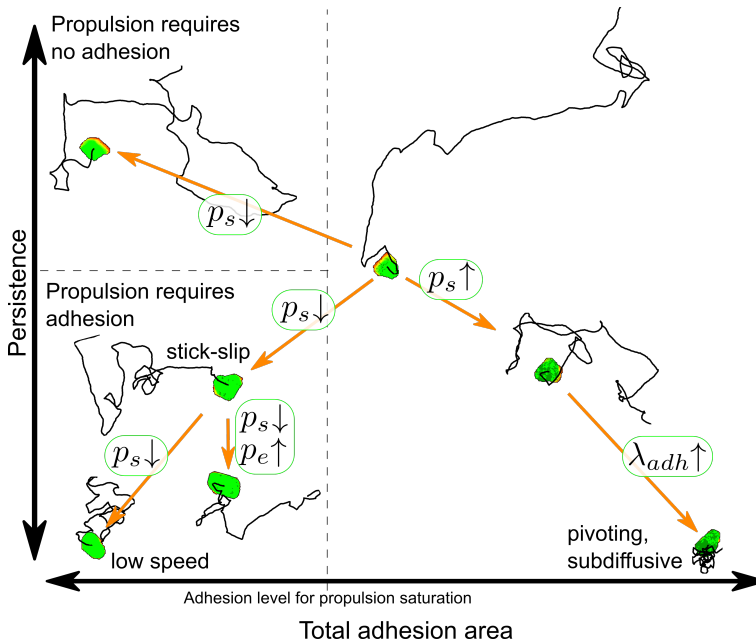 Propulsion requires
no adhesion
p_s↓
p_s↑
Propulsion requires
adhesion
p_s↓
stick-slip
p_s↓
p_e↑
p_s↓
λ_adh↑
low speed
pivoting,
subdiffusive
Persistence
Adhesion level for propulsion saturation
Total adhesion area